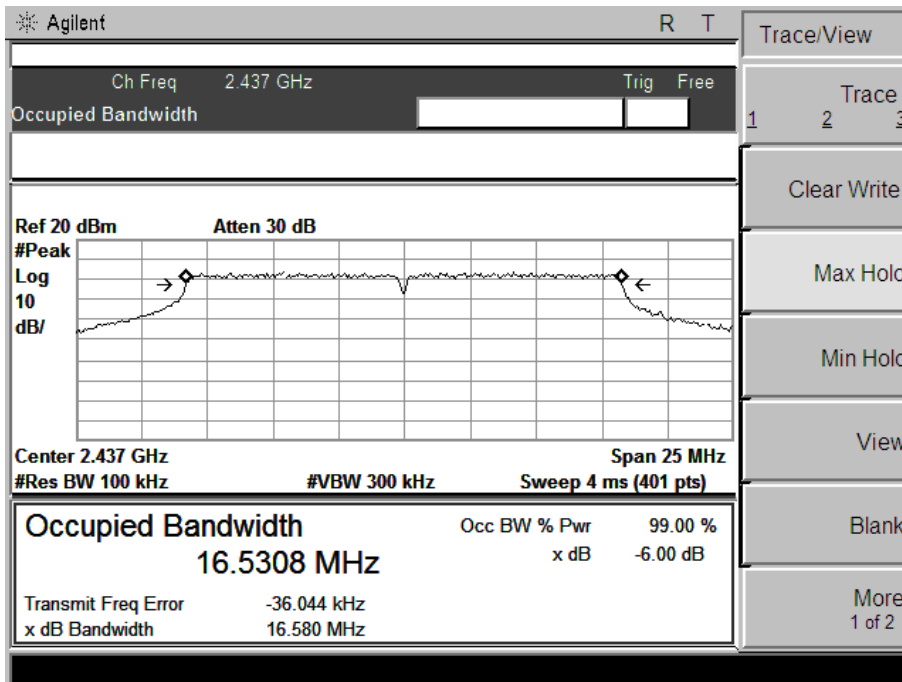 Agilent R T
Ch Freq 2.437 GHz Trig Free
Occupied Bandwidth
Ref 20 dBm Atten 30 dB
#Peak
Log
10
dB/
Center 2.437 GHz Span 25 MHz
#Res BW 100 kHz #VBW 300 kHz Sweep 4 ms (401 pts)
Occupied Bandwidth Occ BW % Pwr 99.00 %
16.5308 MHz x dB -6.00 dB
Transmit Freq Error -36.044 kHz
x dB Bandwidth 16.580 MHz
Trace/View
Trace
1 2 3
Clear Write
Max Hold
Min Hold
View
Blank
More
1 of 2